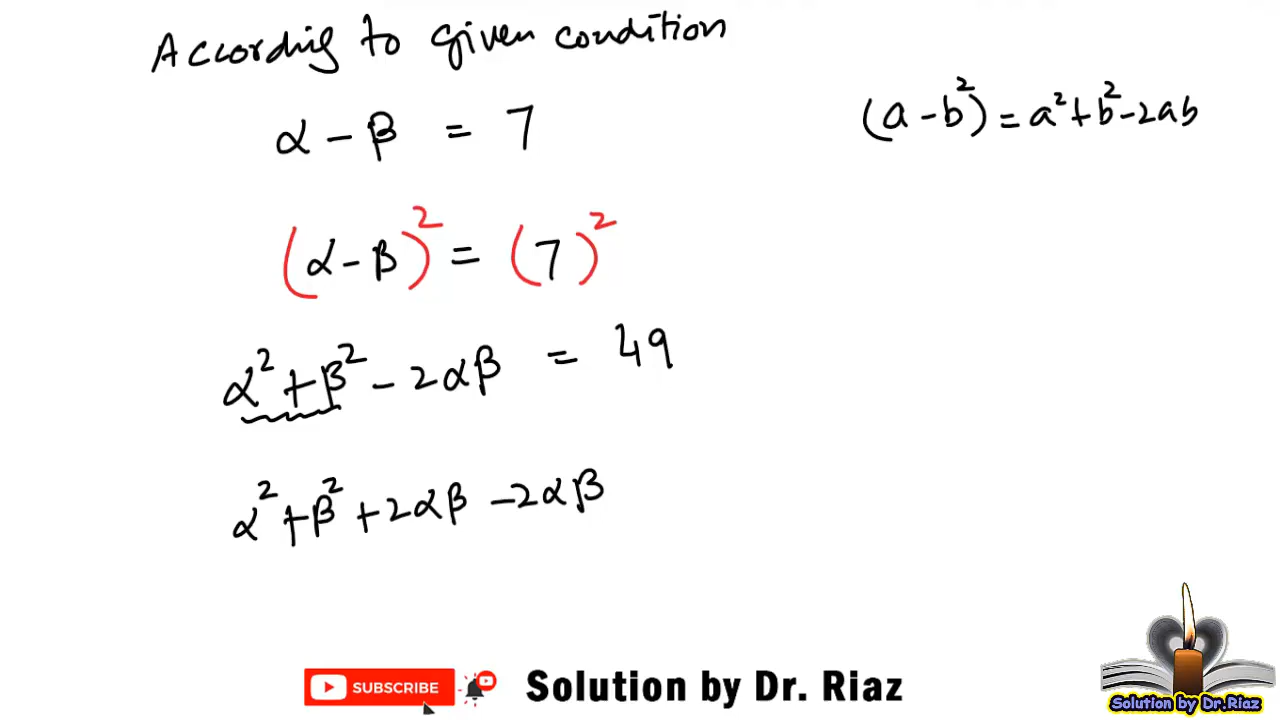 According to given condition
α - β = 7
(a - b²) = a² + b² - 2ab
(α - β)² = (7)²
α² + β² - 2αβ = 49
α² + β² + 2αβ - 2αβ
SUBSCRIBE
Solution by Dr. Riaz
Solution by Dr.Riaz